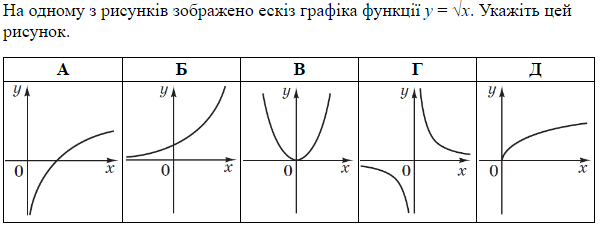 На одному з рисунків зображено ескіз графіка функції y = √x. Укажіть цей
рисунок.
А Б В Г Д
y y y y y
0 x 0 x 0 x 0 x 0 x